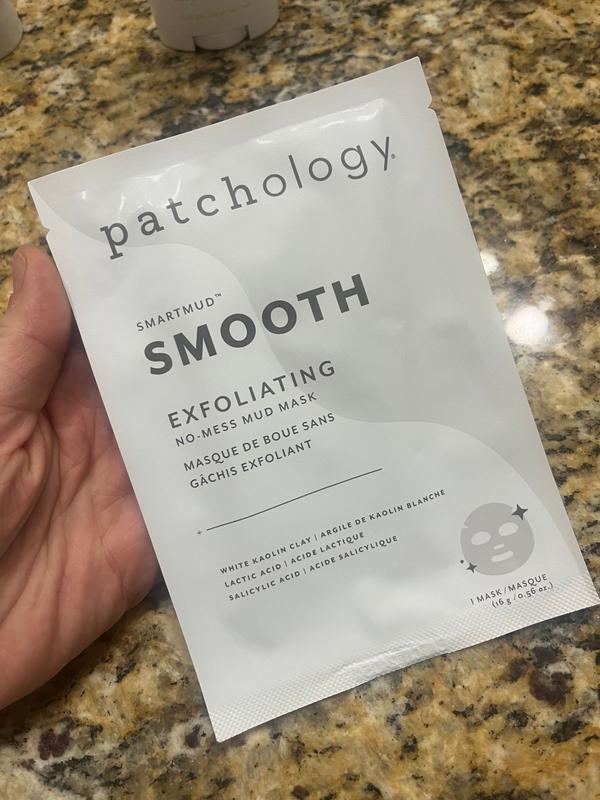 patchology.
SMARTMUD™
SMOOTH
EXFOLIATING
NO-MESS MUD MASK
MASQUE DE BOUE SANS
GÂCHIS EXFOLIANT
WHITE KAOLIN CLAY | ARGILE DE KAOLIN BLANCHE
LACTIC ACID | ACIDE LACTIQUE
SALICYLIC ACID | ACIDE SALICYLIQUE
1 MASK / MASQUE
(16 g / 0.56 oz.)